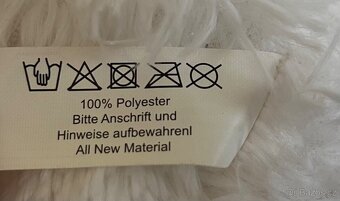 100% Polyester
Bitte Anschrift und
Hinweise aufbewahrenl
All New Material